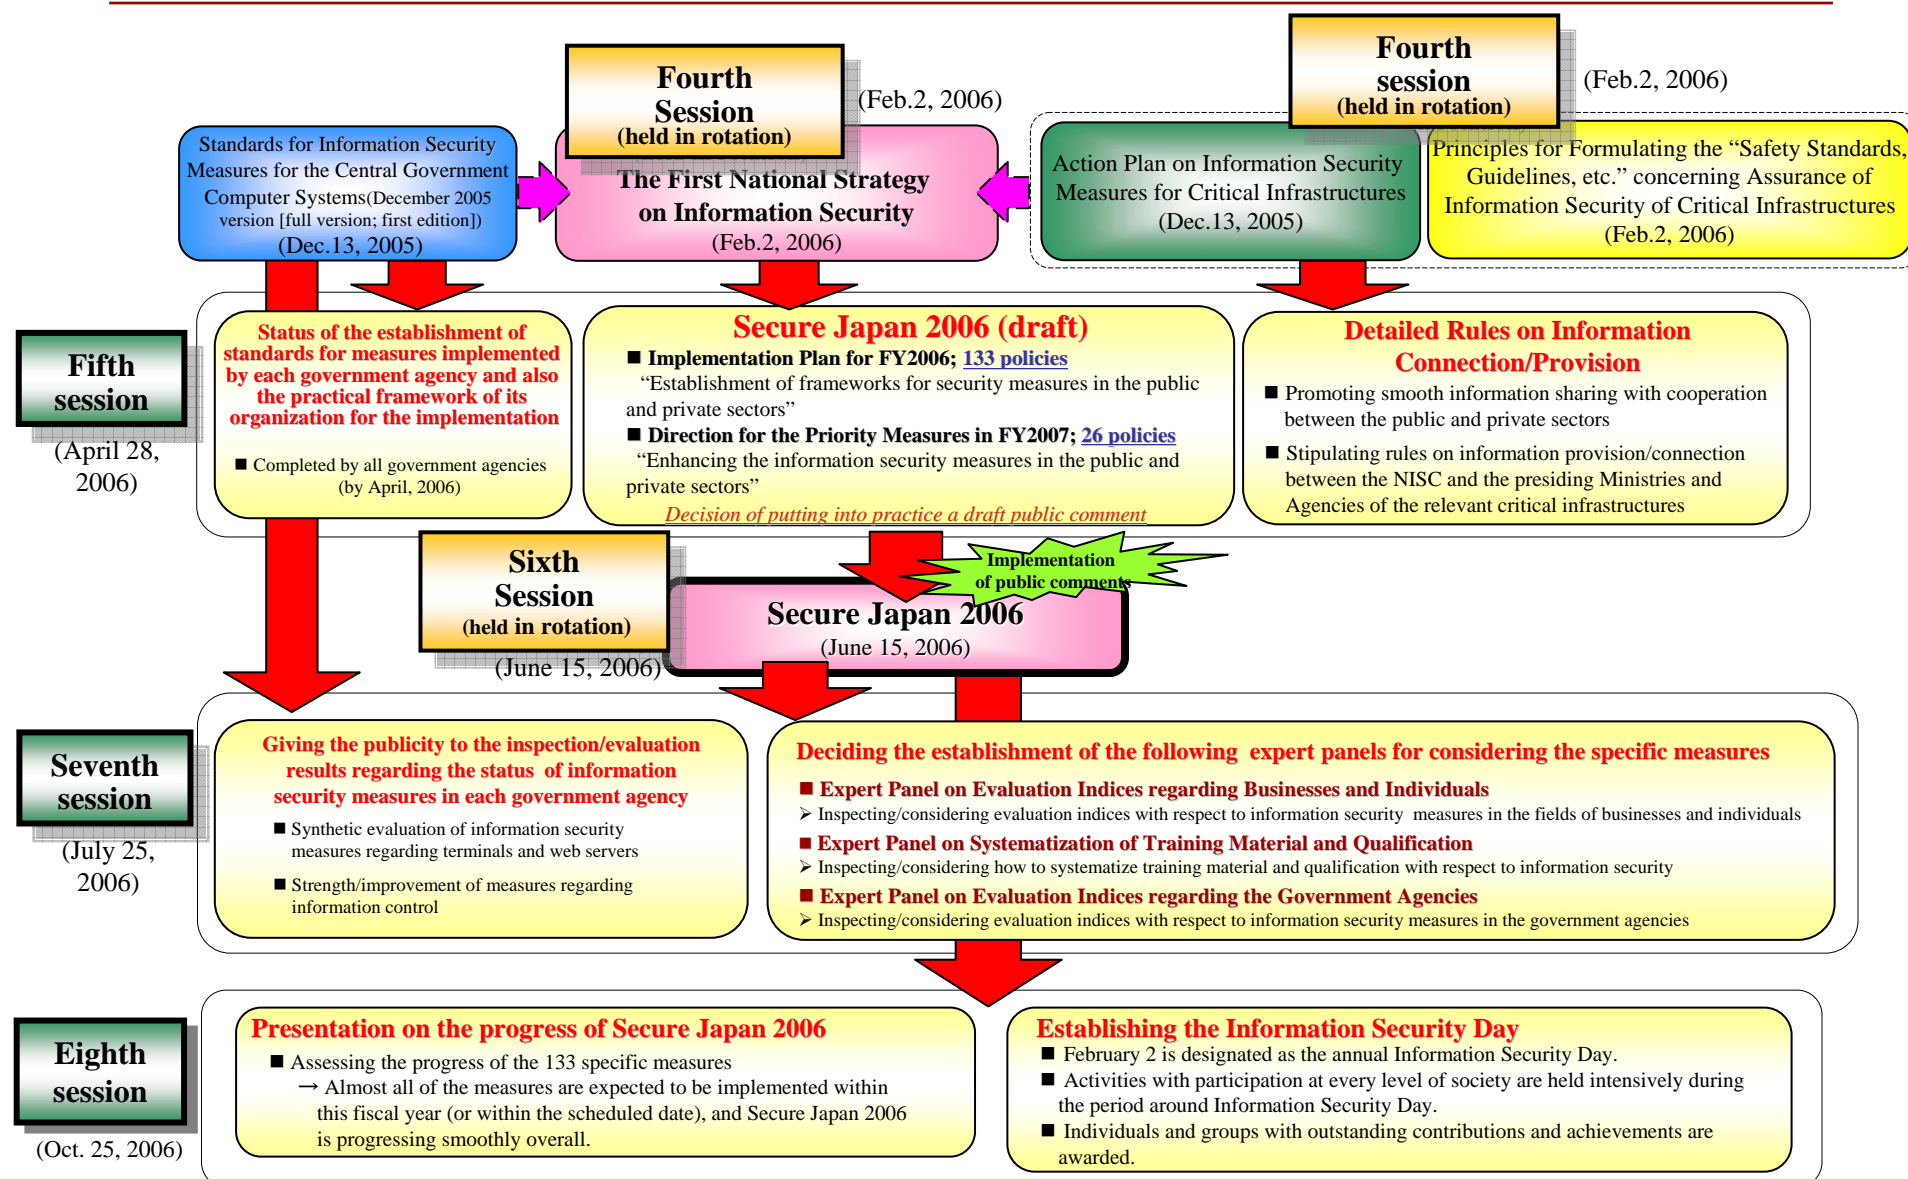 Fourth
Session
(held in rotation)
(Feb.2, 2006)
Fourth
session
(held in rotation)
(Feb.2, 2006)
Standards for Information Security
Measures for the Central Government
Computer Systems(December 2005
version [full version; first edition])
(Dec.13, 2005)
The First National Strategy
on Information Security
(Feb.2, 2006)
Action Plan on Information Security
Measures for Critical Infrastructures
(Dec.13, 2005)
Principles for Formulating the “Safety Standards,
Guidelines, etc.” concerning Assurance of
Information Security of Critical Infrastructures
(Feb.2, 2006)
Fifth
session
(April 28,
2006)
Status of the establishment of
standards for measures implemented
by each government agency and also
the practical framework of its
organization for the implementation
■ Completed by all government agencies
(by April, 2006)
Secure Japan 2006 (draft)
■ Implementation Plan for FY2006; 133 policies
“Establishment of frameworks for security measures in the public
and private sectors”
■ Direction for the Priority Measures in FY2007; 26 policies
“Enhancing the information security measures in the public and
private sectors”
Decision of putting into practice a draft public comment
Detailed Rules on Information
Connection/Provision
■ Promoting smooth information sharing with cooperation
between the public and private sectors
■ Stipulating rules on information provision/connection
between the NISC and the presiding Ministries and
Agencies of the relevant critical infrastructures
Sixth
Session
(held in rotation)
(June 15, 2006)
Implementation
of public comments
Secure Japan 2006
(June 15, 2006)
Seventh
session
(July 25,
2006)
Giving the publicity to the inspection/evaluation
results regarding the status of information
security measures in each government agency
■ Synthetic evaluation of information security
measures regarding terminals and web servers
■ Strength/improvement of measures regarding
information control
Deciding the establishment of the following expert panels for considering the specific measures
■ Expert Panel on Evaluation Indices regarding Businesses and Individuals
➢ Inspecting/considering evaluation indices with respect to information security measures in the fields of businesses and individuals
■ Expert Panel on Systematization of Training Material and Qualification
➢ Inspecting/considering how to systematize training material and qualification with respect to information security
■ Expert Panel on Evaluation Indices regarding the Government Agencies
➢ Inspecting/considering evaluation indices with respect to information security measures in the government agencies
Eighth
session
(Oct. 25, 2006)
Presentation on the progress of Secure Japan 2006
■ Assessing the progress of the 133 specific measures
→ Almost all of the measures are expected to be implemented within
this fiscal year (or within the scheduled date), and Secure Japan 2006
is progressing smoothly overall.
Establishing the Information Security Day
■ February 2 is designated as the annual Information Security Day.
■ Activities with participation at every level of society are held intensively during
the period around Information Security Day.
■ Individuals and groups with outstanding contributions and achievements are
awarded.